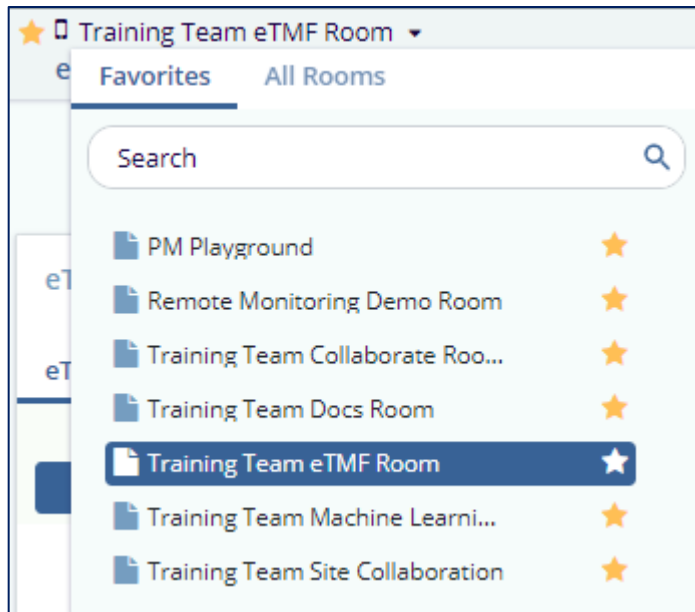 Training Team eTMF Room
Favorites
All Rooms
Search
PM Playground
Remote Monitoring Demo Room
Training Team Collaborate Roo...
Training Team Docs Room
Training Team eTMF Room
Training Team Machine Learni...
Training Team Site Collaboration